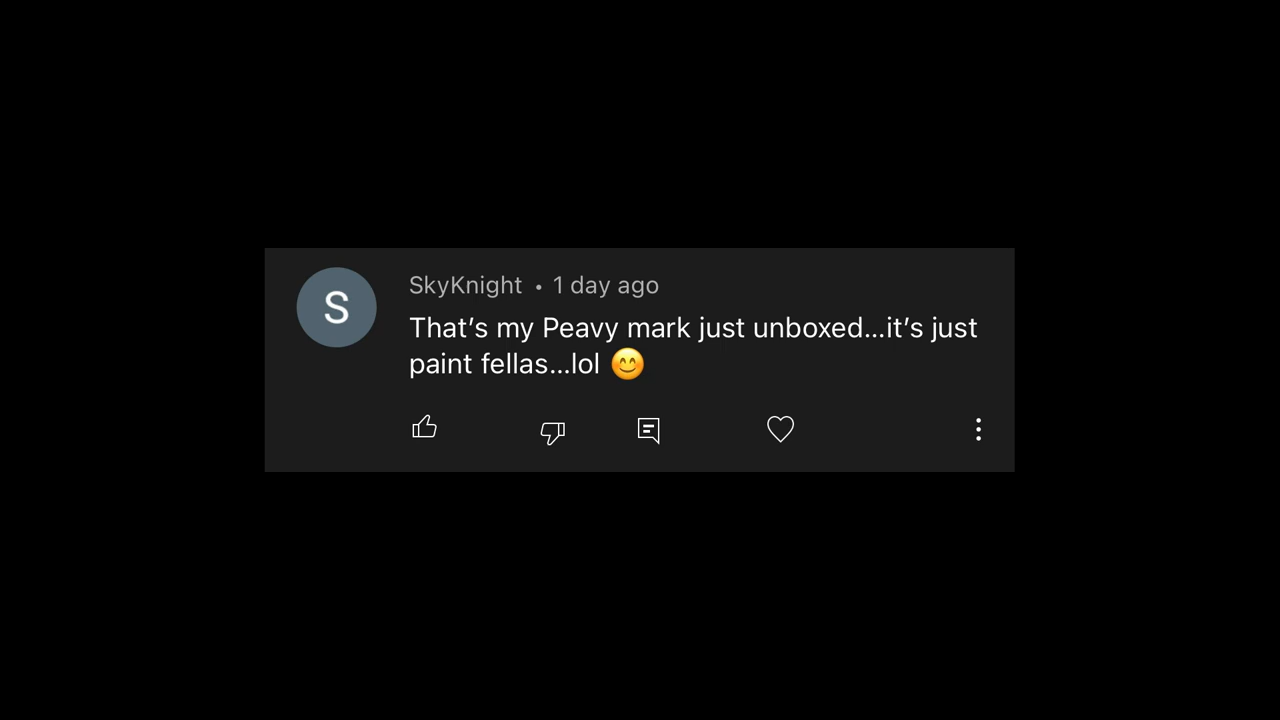 S
SkyKnight • 1 day ago
That’s my Peavy mark just unboxed...it’s just
paint fellas...lol 😊